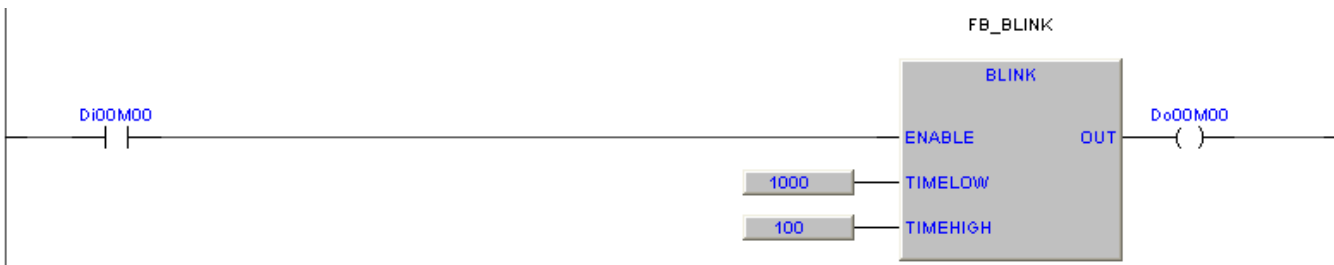 FB_BLINK
BLINK
Di00M00
Do00M00
ENABLE OUT
1000 TIMELOW
100 TIMEHIGH